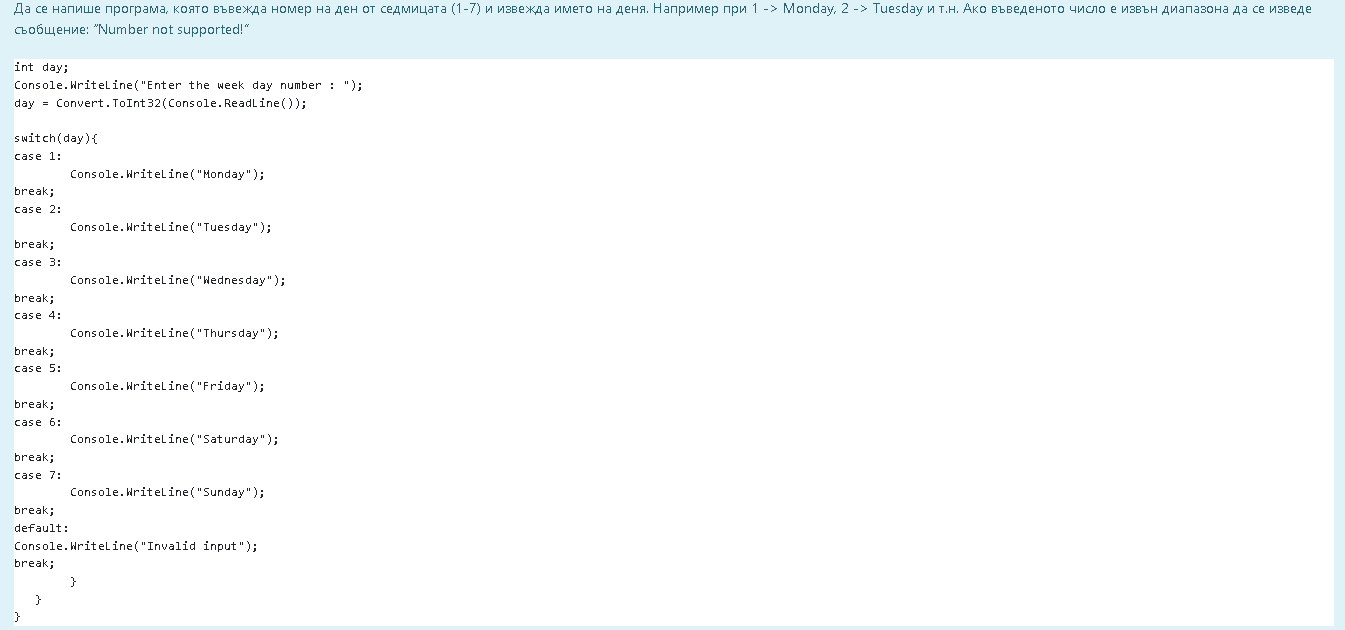 Да се напише програма, която въвежда номер на ден от седмицата (1-7) и извежда името на деня. Например при 1 -> Monday, 2 -> Tuesday и т.н. Ако въведеното число е извън диапазона да се изведе
съобщение: “Number not supported!”
int day;
Console.WriteLine("Enter the week day number : ");
day = Convert.ToInt32(Console.ReadLine());
switch(day){
case 1:
        Console.WriteLine("Monday");
break;
case 2:
        Console.WriteLine("Tuesday");
break;
case 3:
        Console.WriteLine("Wednesday");
break;
case 4:
        Console.WriteLine("Thursday");
break;
case 5:
        Console.WriteLine("Friday");
break;
case 6:
        Console.WriteLine("Saturday");
break;
case 7:
        Console.WriteLine("Sunday");
break;
default:
Console.WriteLine("Invalid input");
break;
        }
   }
}